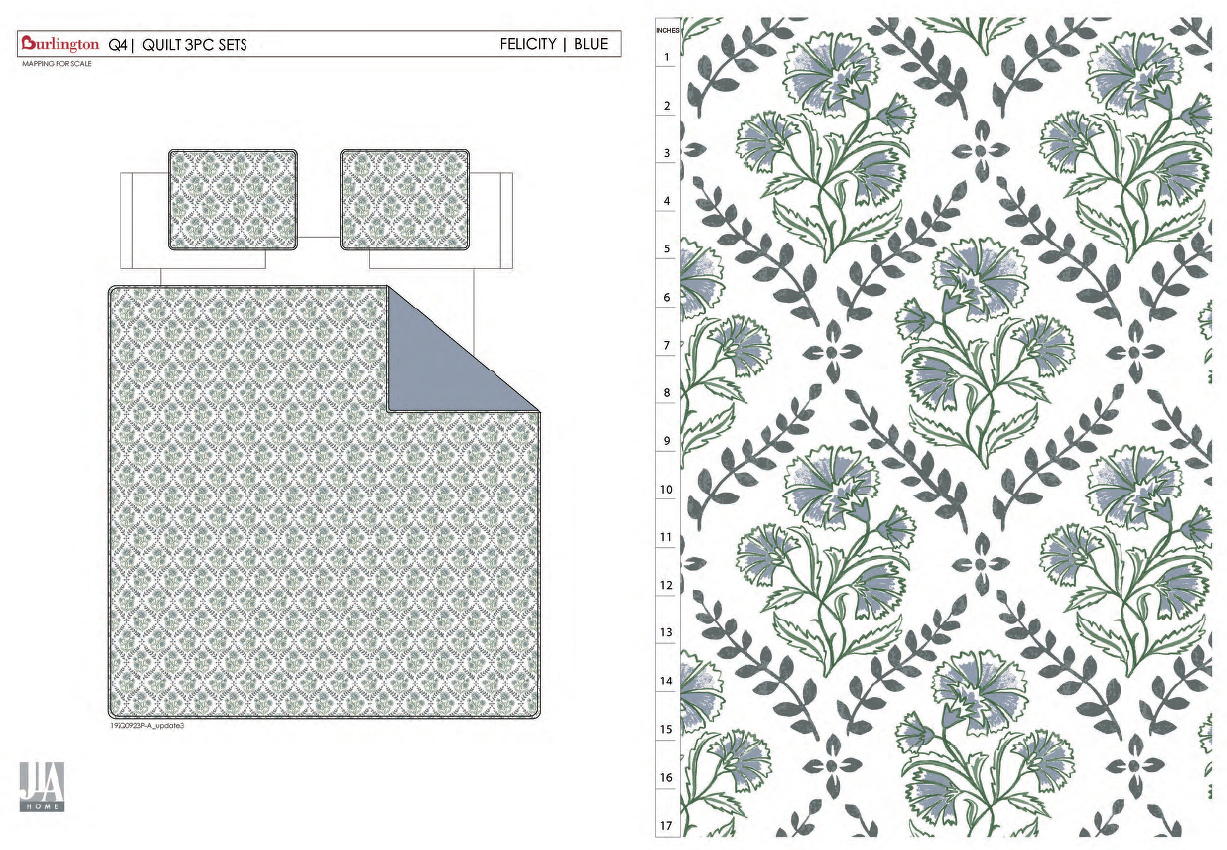 Burlington Q4| QUILT 3PC SETS
FELICITY | BLUE
MAPPING FOR SCALE
19JQ0923P-A_update3
JLA
HOME
INCHES
1
2
3
4
5
6
7
8
9
10
11
12
13
14
15
16
17